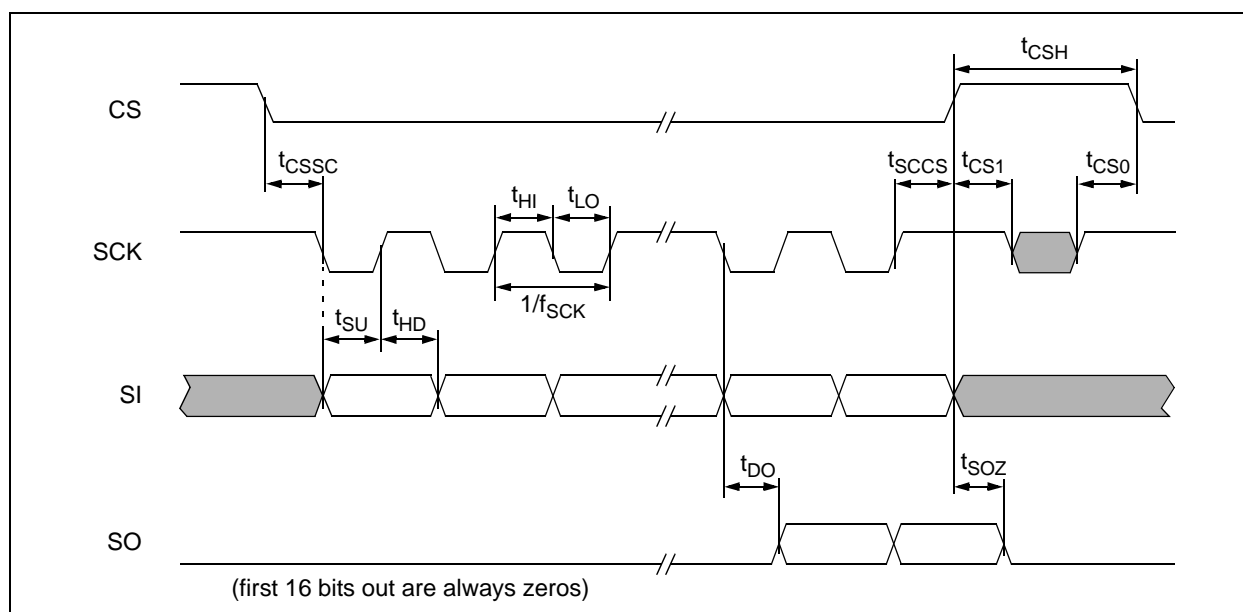 tCSH
CS
tCSSC
tSCCS tCS1 tCS0
tHI tLO
SCK
1/fSCK
tSU tHD
SI
tDO tSOZ
SO
(first 16 bits out are always zeros)